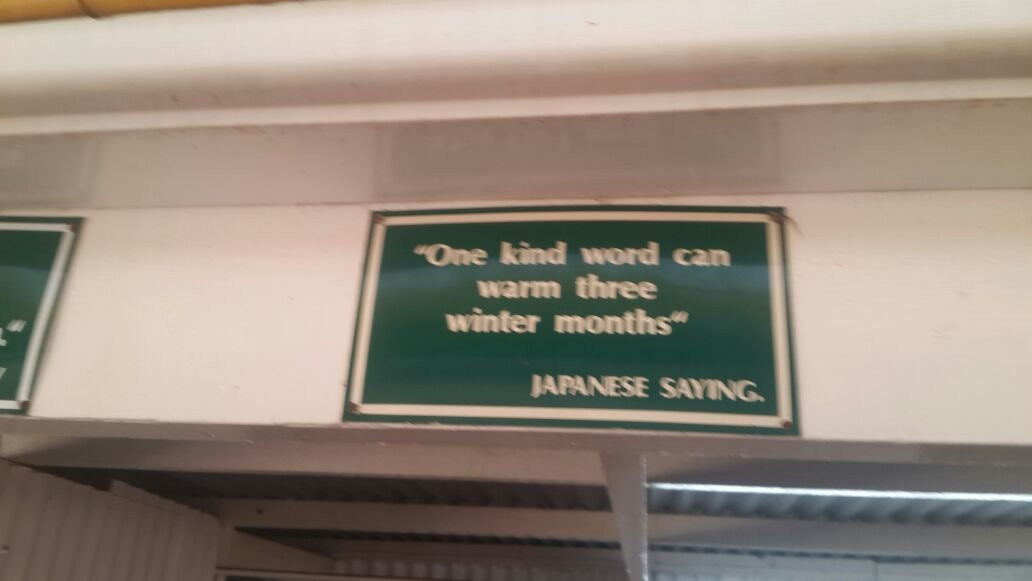 “One kind word can
warm three
winter months“
JAPANESE SAYING.